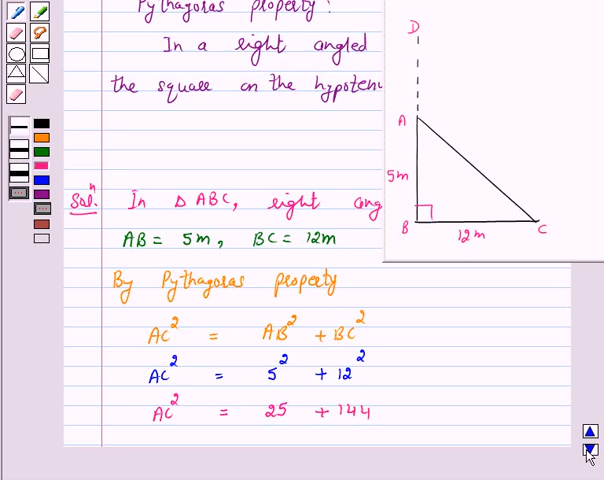 Pythagoras property:
In a right angled
the square on the hypotenu
D
A
5m
B
12m
C
Solⁿ. In Δ ABC, right ang
AB = 5m, BC = 12m
By Pythagoras property
AC² = AB² + BC²
AC² = 5² + 12²
AC² = 25 + 144